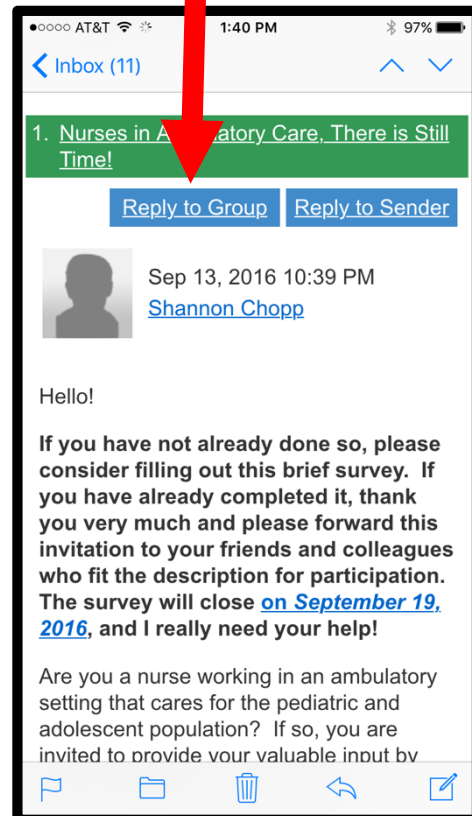 AT&T 1:40 PM 97%
Inbox (11)
1. Nurses in Ambulatory Care, There is Still
Time!
Reply to Group Reply to Sender
Sep 13, 2016 10:39 PM
Shannon Chopp
Hello!
If you have not already done so, please
consider filling out this brief survey. If
you have already completed it, thank
you very much and please forward this
invitation to your friends and colleagues
who fit the description for participation.
The survey will close on September 19,
2016, and I really need your help!
Are you a nurse working in an ambulatory
setting that cares for the pediatric and
adolescent population? If so, you are
invited to provide your valuable input by